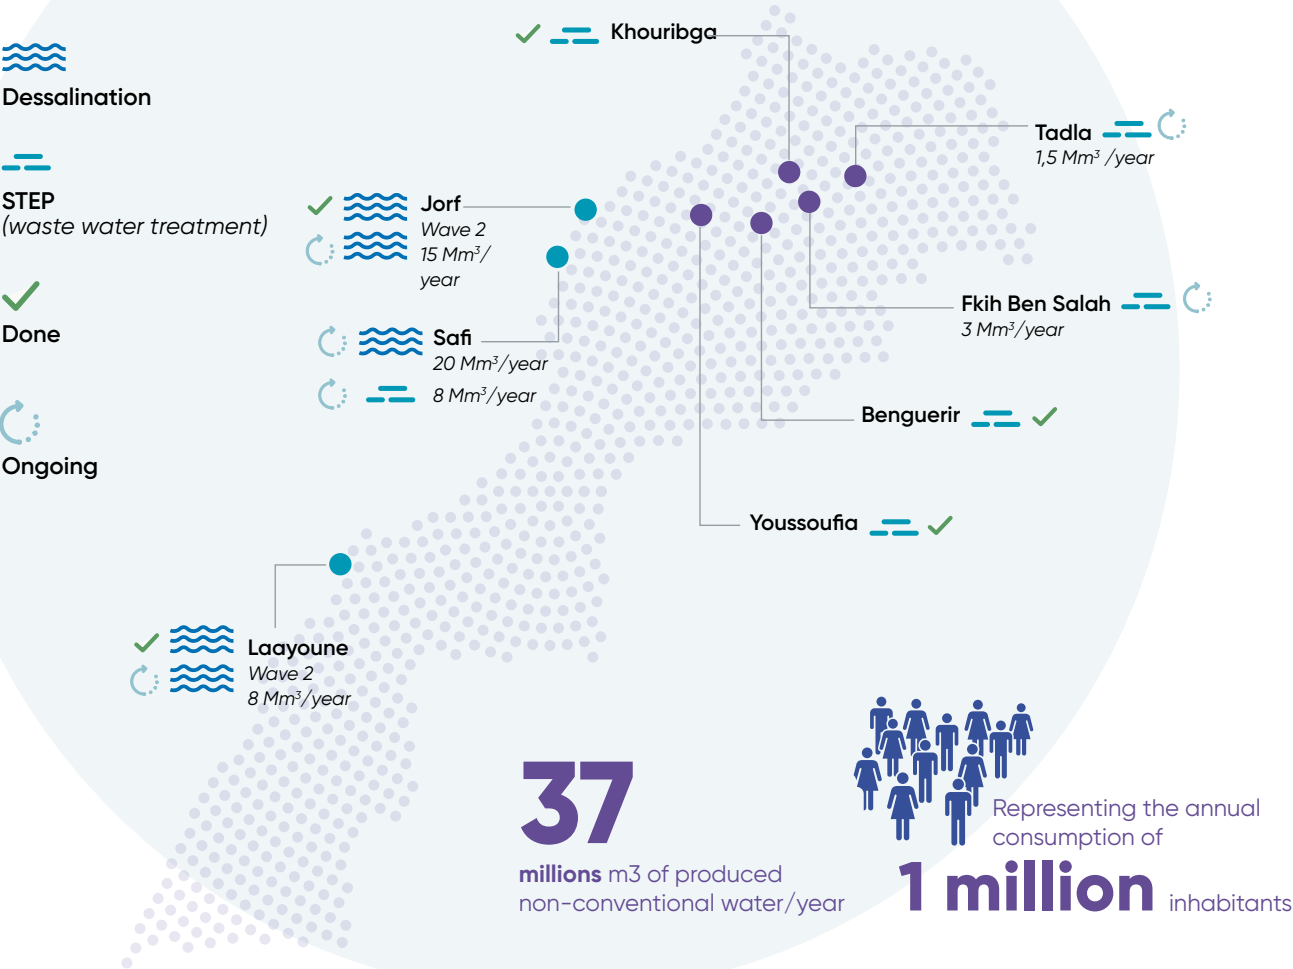 Dessalination
STEP
(waste water treatment)
Done
Ongoing
Khouribga
Tadla
1,5 Mm³ /year
Jorf
Wave 2
15 Mm³/
year
Safi
20 Mm³/year
8 Mm³/year
Fkih Ben Salah
3 Mm³/year
Benguerir
Youssoufia
Laayoune
Wave 2
8 Mm³/year
37
millions m3 of produced
non-conventional water/year
Representing the annual
consumption of
1 million inhabitants